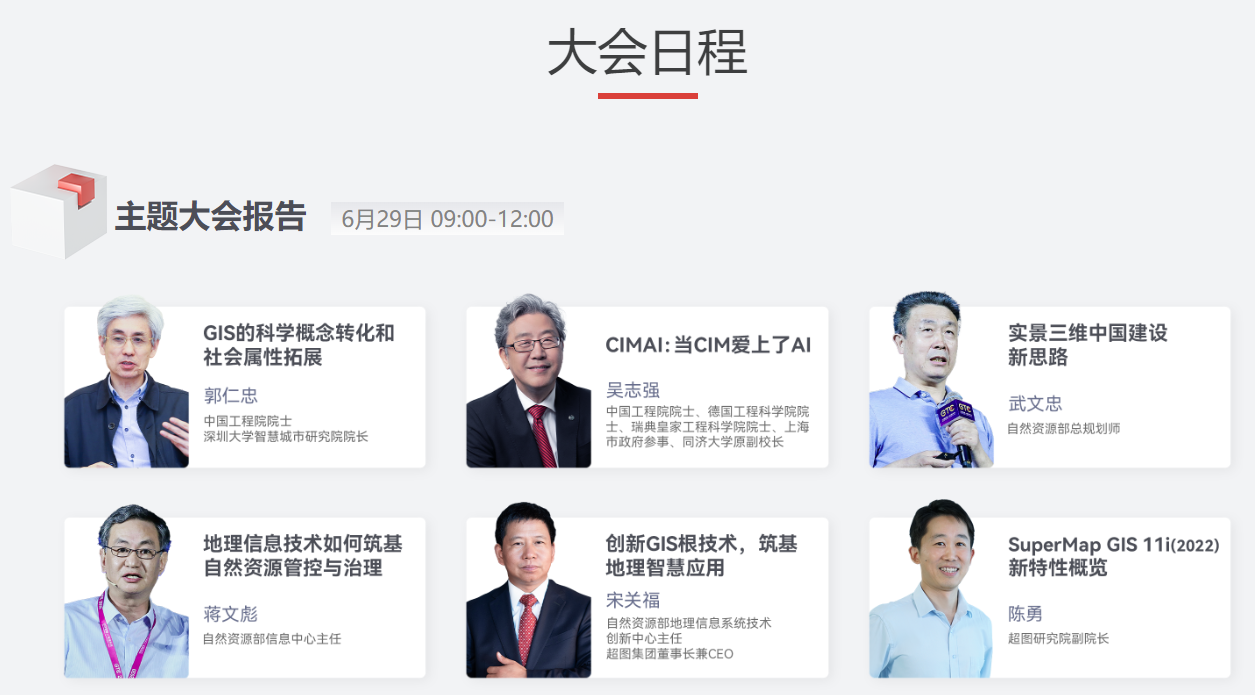 大会日程
主题大会报告
6月29日 09:00-12:00
GIS的科学概念转化和
社会属性拓展
郭仁忠
中国工程院院士
深圳大学智慧城市研究院院长
CIMAI:当CIM爱上了AI
吴志强
中国工程院院士、德国工程科学院院
士、瑞典皇家工程科学院院士、上海
市政府参事、同济大学原副校长
实景三维中国建设
新思路
武文忠
自然资源部总规划师
地理信息技术如何筑基
自然资源管控与治理
蒋文彪
自然资源部信息中心主任
创新GIS根技术，筑基
地理智慧应用
宋关福
自然资源部地理信息系统技术
创新中心主任
超图集团董事长兼CEO
SuperMap GIS 11i(2022)
新特性概览
陈勇
超图研究院副院长